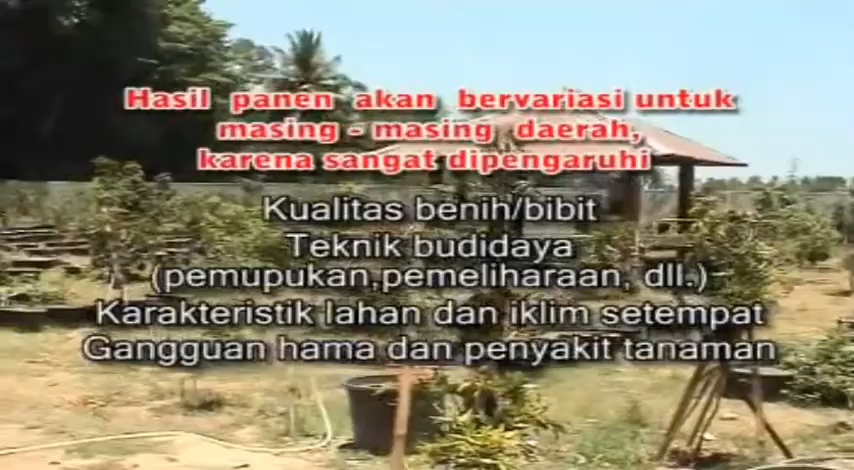 Hasil panen akan bervariasi untuk
masing - masing daerah,
karena sangat dipengaruhi
Kualitas benih/bibit
Teknik budidaya
(pemupukan,pemeliharaan, dll.)
Karakteristik lahan dan iklim setempat
Gangguan hama dan penyakit tanaman